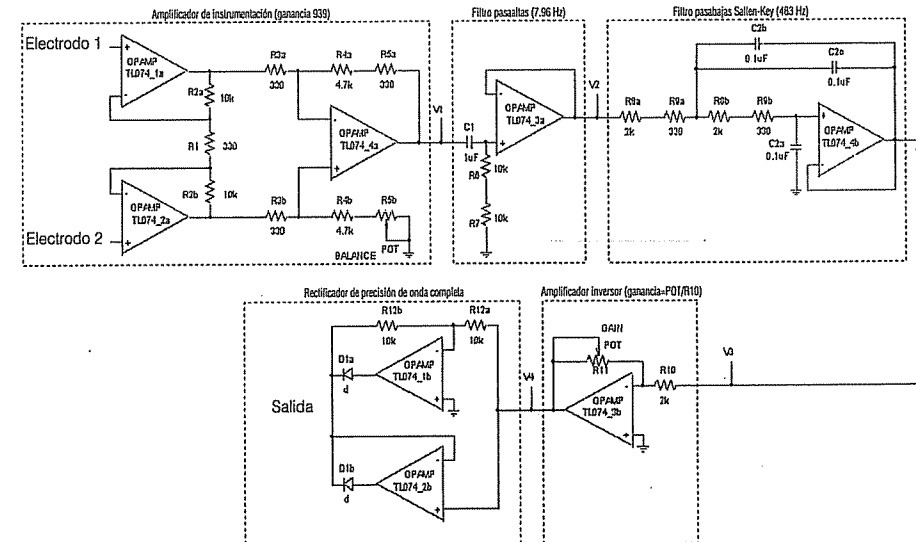 Amplificador de instrumentación (ganancia 939)
Filtro pasaaltas (7.96 Hz)
Filtro pasabajas Sallen-Key (483 Hz)
Electrodo 1
+
-
OPAMP
TL074_1a
R2a
10k
R1
330
R2b
10k
-
+
OPAMP
TL074_2a
Electrodo 2
R3a
330
R4a
4.7k
R5a
330
-
+
OPAMP
TL074_4a
R3b
330
R4b
4.7k
R5b
POT
BALANCE
V1
C1
1uF
-
+
OPAMP
TL074_3a
10k
R6
10k
R7
V2
R8a
2k
R9a
330
R8b
2k
R9b
330
C2b
0.1uF
C2c
0.1uF
C2a
0.1uF
+
-
OPAMP
TL074_4b
Rectificador de precisión de onda completa
Amplificador inversor (ganancia=POT/R10)
R12b
10k
R12a
10k
D1a
d
OPAMP
TL074_1b
-
+
Salida
D1b
d
OPAMP
TL074_2b
-
+
V4
GAIN
POT
R11
OPAMP
TL074_3b
-
+
R10
2k
V3